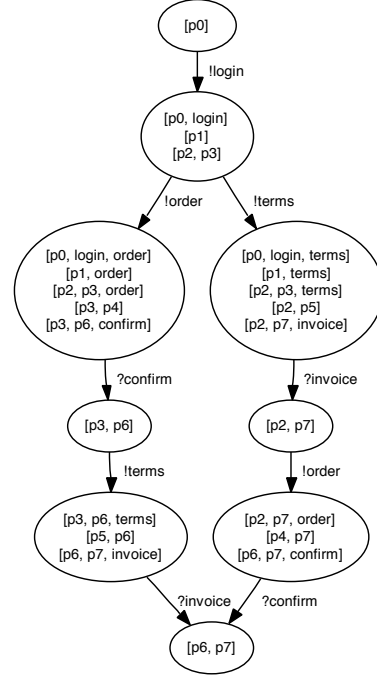 [p0]
!login
[p0, login]
[p1]
[p2, p3]
!order
!terms
[p0, login, order]
[p1, order]
[p2, p3, order]
[p3, p4]
[p3, p6, confirm]
[p0, login, terms]
[p1, terms]
[p2, p3, terms]
[p2, p5]
[p2, p7, invoice]
?confirm
?invoice
[p3, p6]
[p2, p7]
!terms
!order
[p3, p6, terms]
[p5, p6]
[p6, p7, invoice]
[p2, p7, order]
[p4, p7]
[p6, p7, confirm]
?invoice
?confirm
[p6, p7]